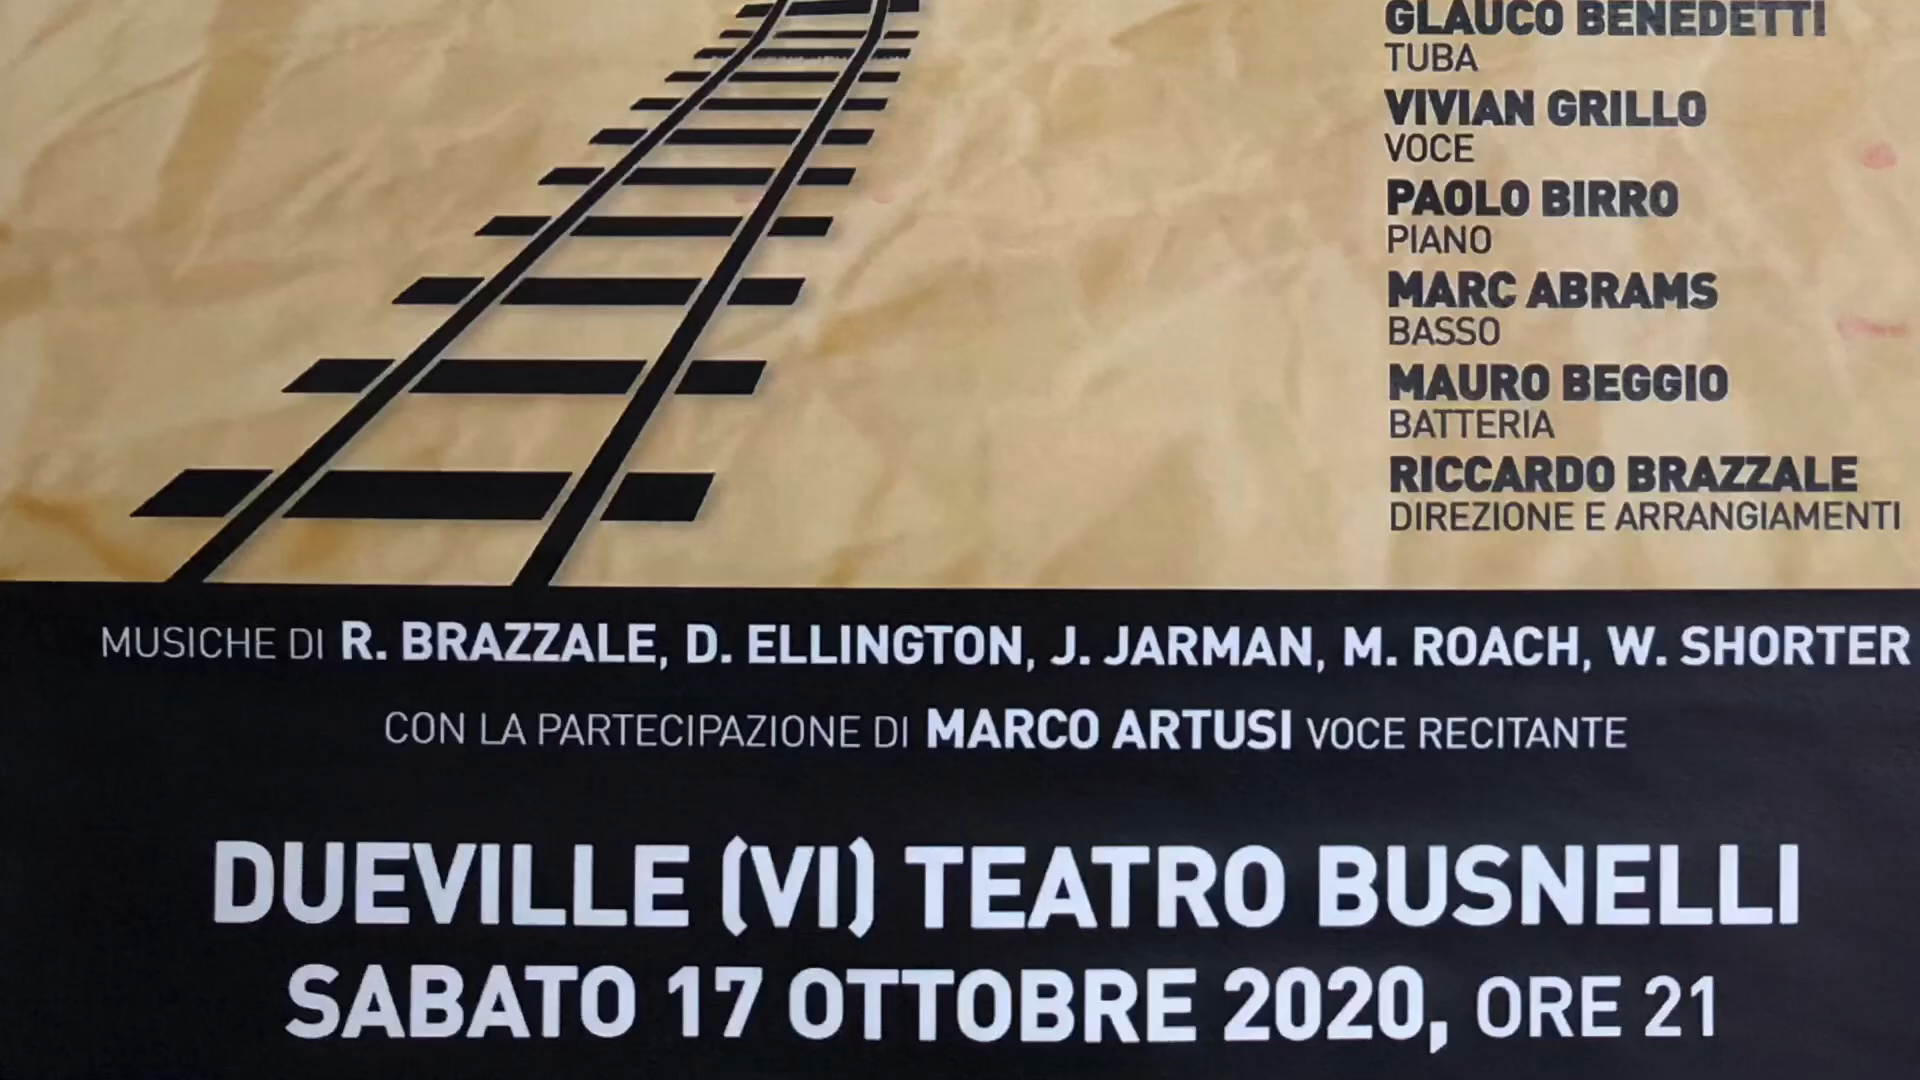 GLAUCO BENEDETTI
TUBA
VIVIAN GRILLO
VOCE
PAOLO BIRRO
PIANO
MARC ABRAMS
BASSO
MAURO BEGGIO
BATTERIA
RICCARDO BRAZZALE
DIREZIONE E ARRANGIAMENTI
MUSICHE DI R. BRAZZALE, D. ELLINGTON, J. JARMAN, M. ROACH, W. SHORTER
CON LA PARTECIPAZIONE DI MARCO ARTUSI VOCE RECITANTE
DUEVILLE (VI) TEATRO BUSNELLI
SABATO 17 OTTOBRE 2020, ORE 21